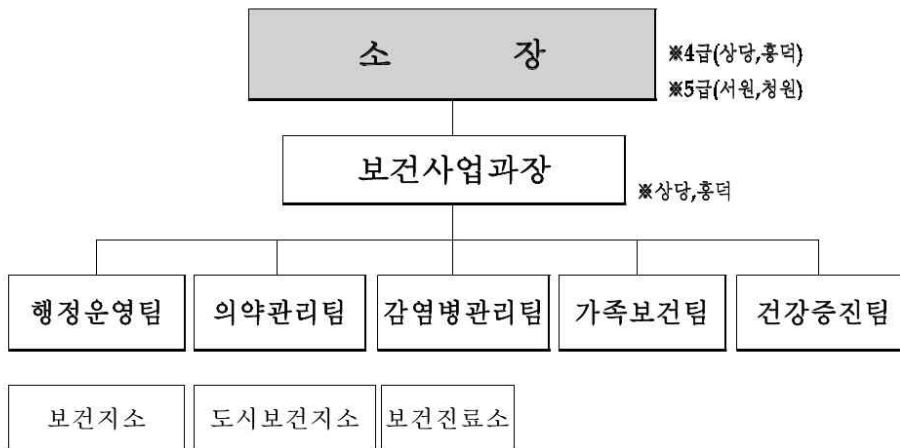 소 장
※4급(상당,흥덕)
※5급(서원,청원)
보건사업과장
※상당,흥덕
행정운영팀 의약관리팀 감염병관리팀 가족보건팀 건강증진팀
보건지소 도시보건지소 보건진료소